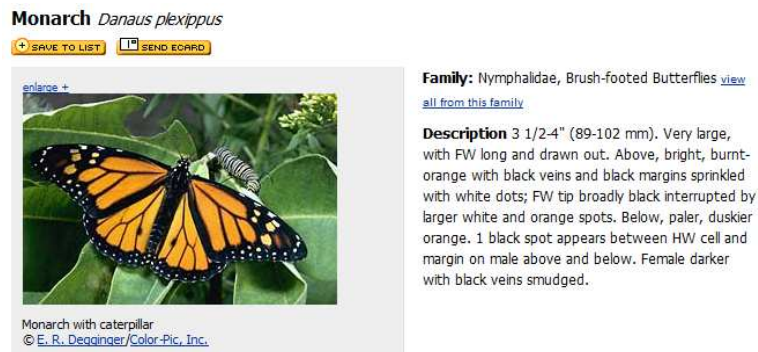 Monarch Danaus plexippus
SAVE TO LIST SEND ECARD
enlarge +
Monarch with caterpillar
© E. R. Degginger/Color-Pic, Inc.
Family: Nymphalidae, Brush-footed Butterflies view
all from this family
Description 3 1/2-4" (89-102 mm). Very large,
with FW long and drawn out. Above, bright, burnt-
orange with black veins and black margins sprinkled
with white dots; FW tip broadly black interrupted by
larger white and orange spots. Below, paler, duskier
orange. 1 black spot appears between HW cell and
margin on male above and below. Female darker
with black veins smudged.